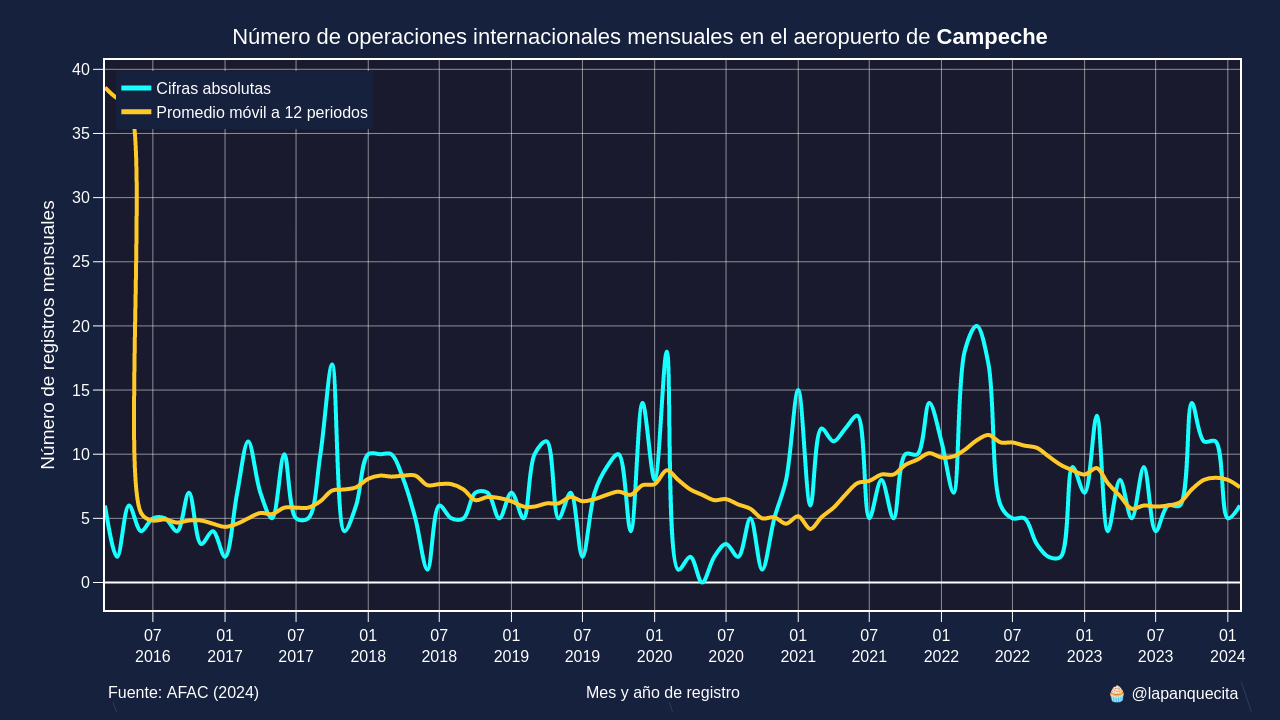 Número de operaciones internacionales mensuales en el aeropuerto de Campeche
Cifras absolutas
Promedio móvil a 12 periodos
Número de registros mensuales
40
35
30
25
20
15
10
5
0
07 01 07 01 07 01 07 01 07 01 07 01 07 01 07 01
2016 2017 2017 2018 2018 2019 2019 2020 2020 2021 2021 2022 2022 2023 2023 2024
Fuente: AFAC (2024)
Mes y año de registro
🧁 @lapanquecita